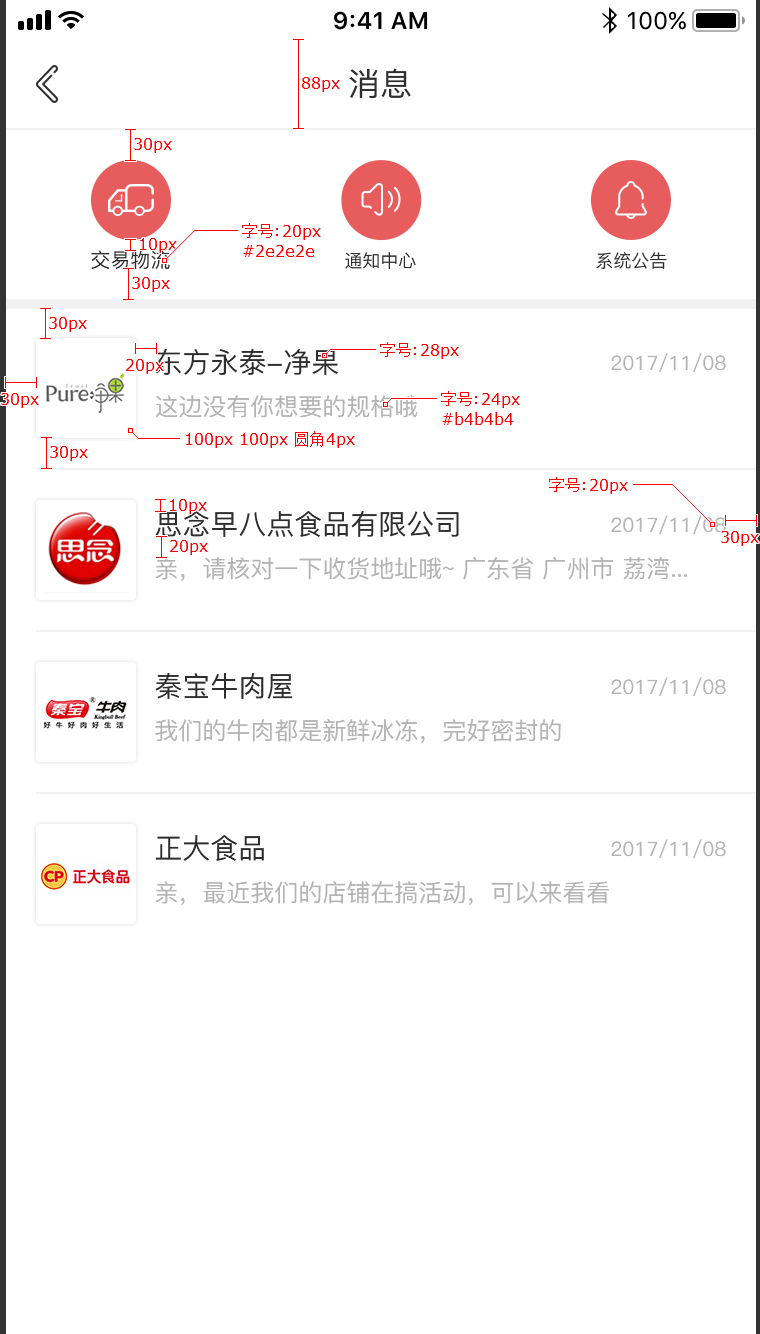 9:41 AM 100%
88px 消息
30px
字号:20px
#2e2e2e
10px
交易物流 通知中心 系统公告
30px
30px
东方永泰-净果 字号:28px 2017/11/08
20px
30px
Pure:净果
这边没有你想要的规格哦 字号:24px
#b4b4b4
100px 100px 圆角4px
30px
字号:20px
10px
思念早八点食品有限公司 2017/11/08
30px
思念
20px
亲，请核对一下收货地址哦~ 广东省 广州市 荔湾...
秦宝牛肉屋 2017/11/08
秦宝® 牛肉
Kingbull Beef
好牛好肉好生活
我们的牛肉都是新鲜冰冻，完好密封的
正大食品 2017/11/08
CP 正大食品
亲，最近我们的店铺在搞活动，可以来看看